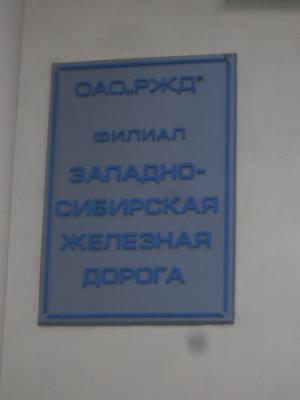 ОАО„РЖД"
ФИЛИАЛ
ЗАПАДНО-
СИБИРСКАЯ
ЖЕЛЕЗНАЯ
ДОРОГА